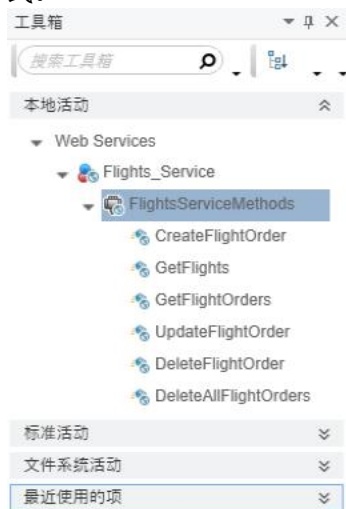 工具箱
搜索工具箱
本地活动
Web Services
Flights_Service
FlightsServiceMethods
CreateFlightOrder
GetFlights
GetFlightOrders
UpdateFlightOrder
DeleteFlightOrder
DeleteAllFlightOrders
标准活动
文件系统活动
最近使用的项